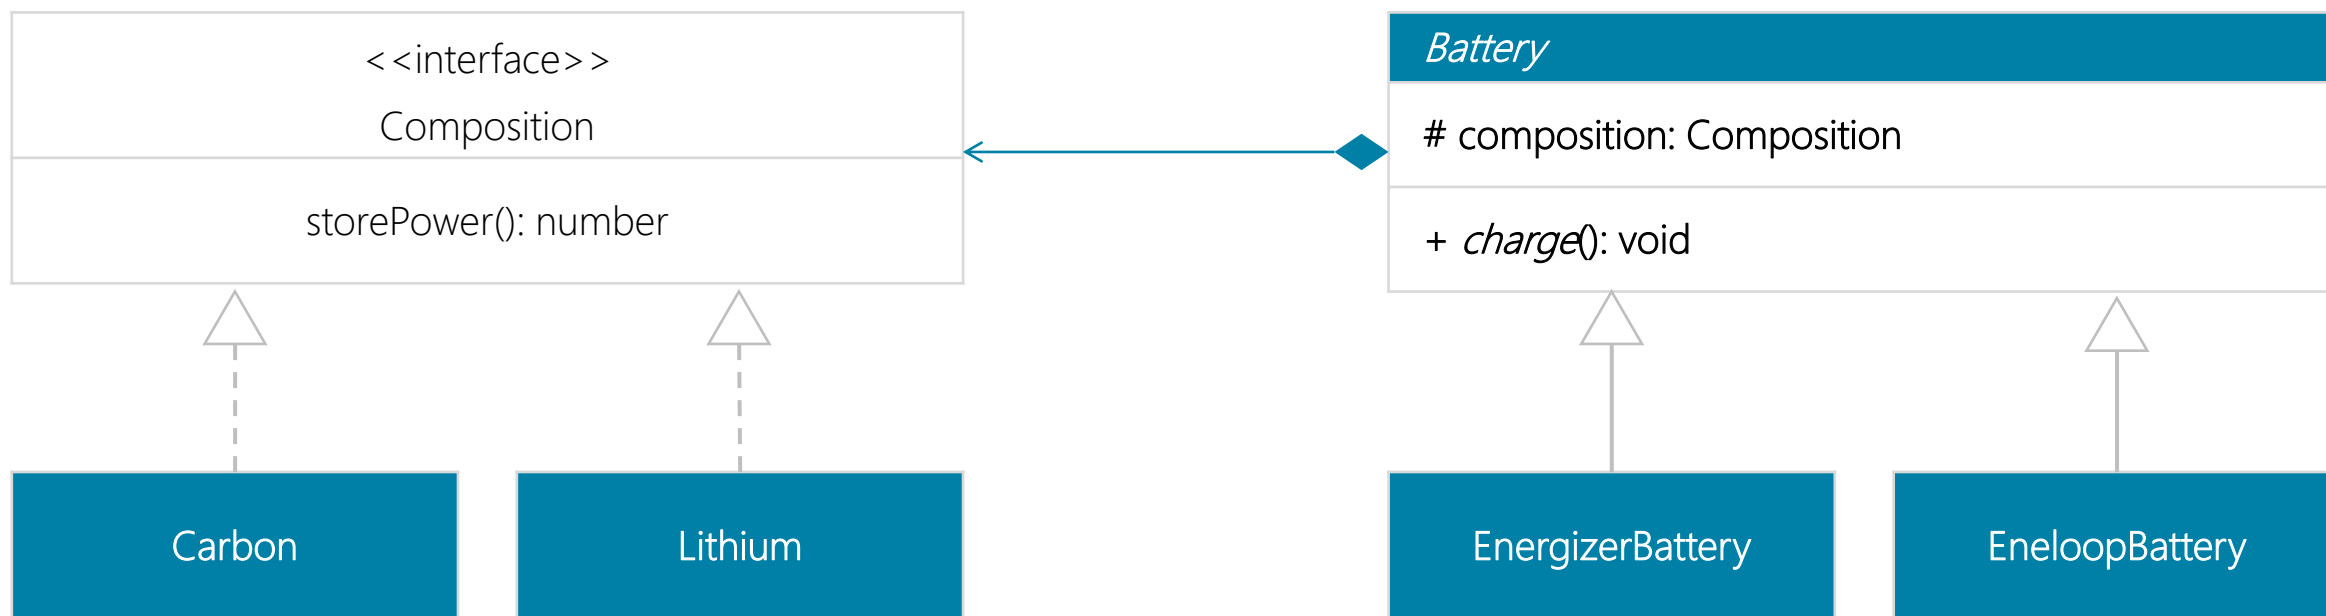 <<interface>>
Composition
storePower(): number
Battery
# composition: Composition
+ charge(): void
Carbon
Lithium
EnergizerBattery
EneloopBattery